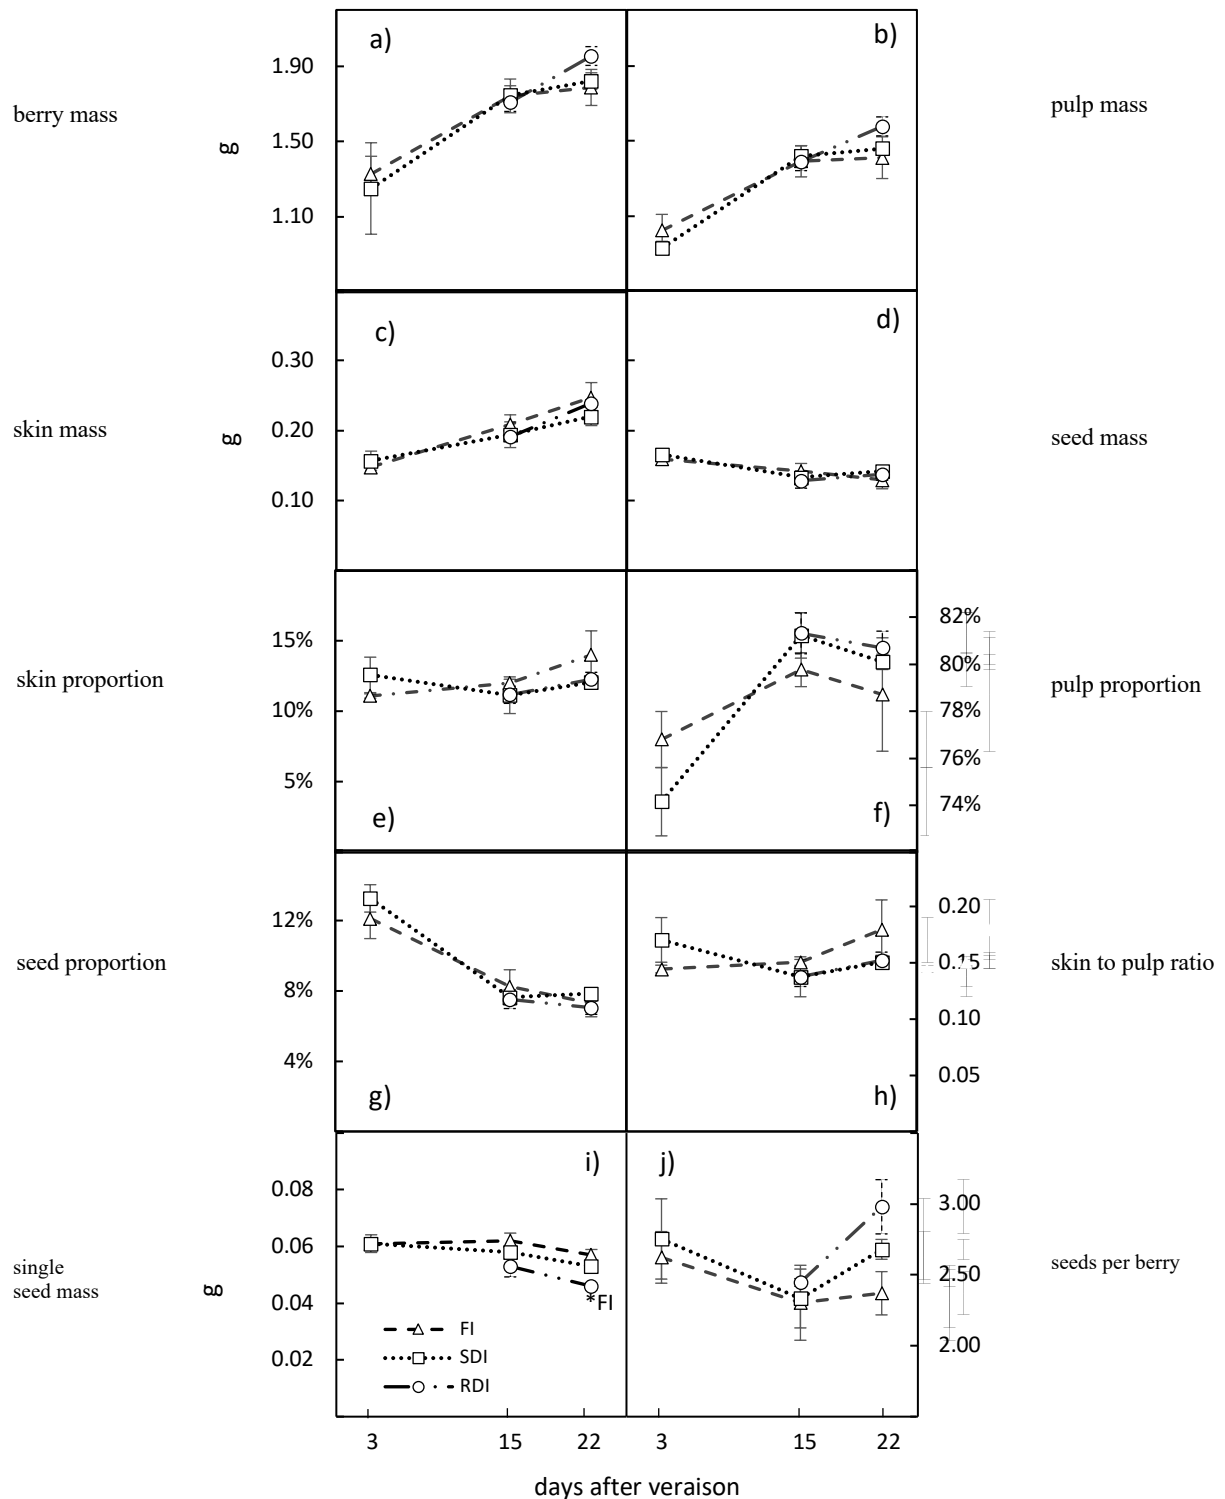 a)
b)
berry mass
pulp mass
g
1.90
1.50
1.10
c)
d)
skin mass
seed mass
g
0.30
0.20
0.10
skin proportion
pulp proportion
15%
10%
5%
82%
80%
78%
76%
74%
e)
f)
seed proportion
skin to pulp ratio
12%
8%
4%
0.20
0.15
0.10
0.05
g)
h)
i)
j)
single
seed mass
seeds per berry
g
0.08
0.06
0.04
0.02
3.00
2.50
2.00
*FI
FI
SDI
RDI
3 15 22 3 15 22
days after veraison